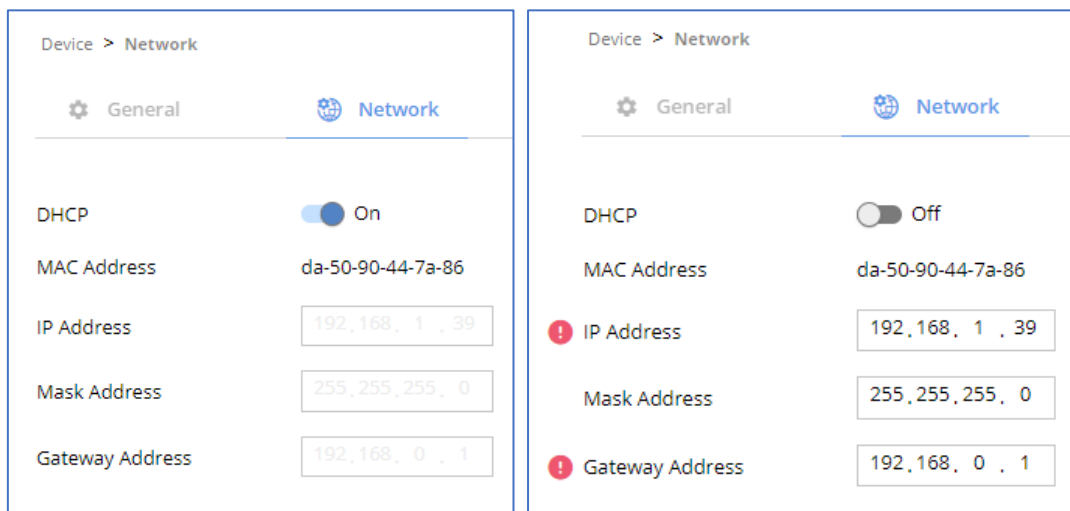 Device > Network
General Network
DHCP On
MAC Address da-50-90-44-7a-86
IP Address 192.168. 1 .39
Mask Address 255.255.255. 0
Gateway Address 192.168. 0 . 1
Device > Network
General Network
DHCP Off
MAC Address da-50-90-44-7a-86
! IP Address 192.168. 1 .39
Mask Address 255.255.255. 0
! Gateway Address 192.168. 0 . 1